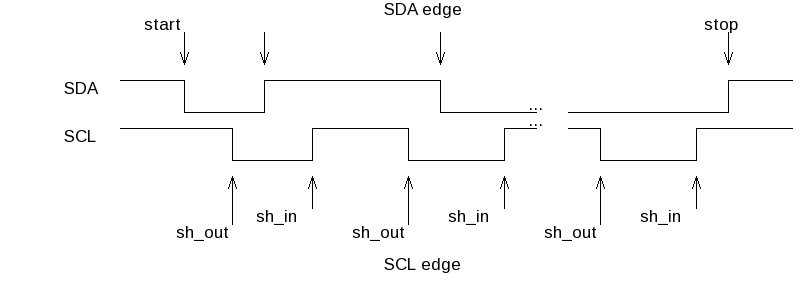 SDA edge
start
stop
SDA
...
...
SCL
sh_in
sh_in
sh_in
sh_out
sh_out
sh_out
SCL edge